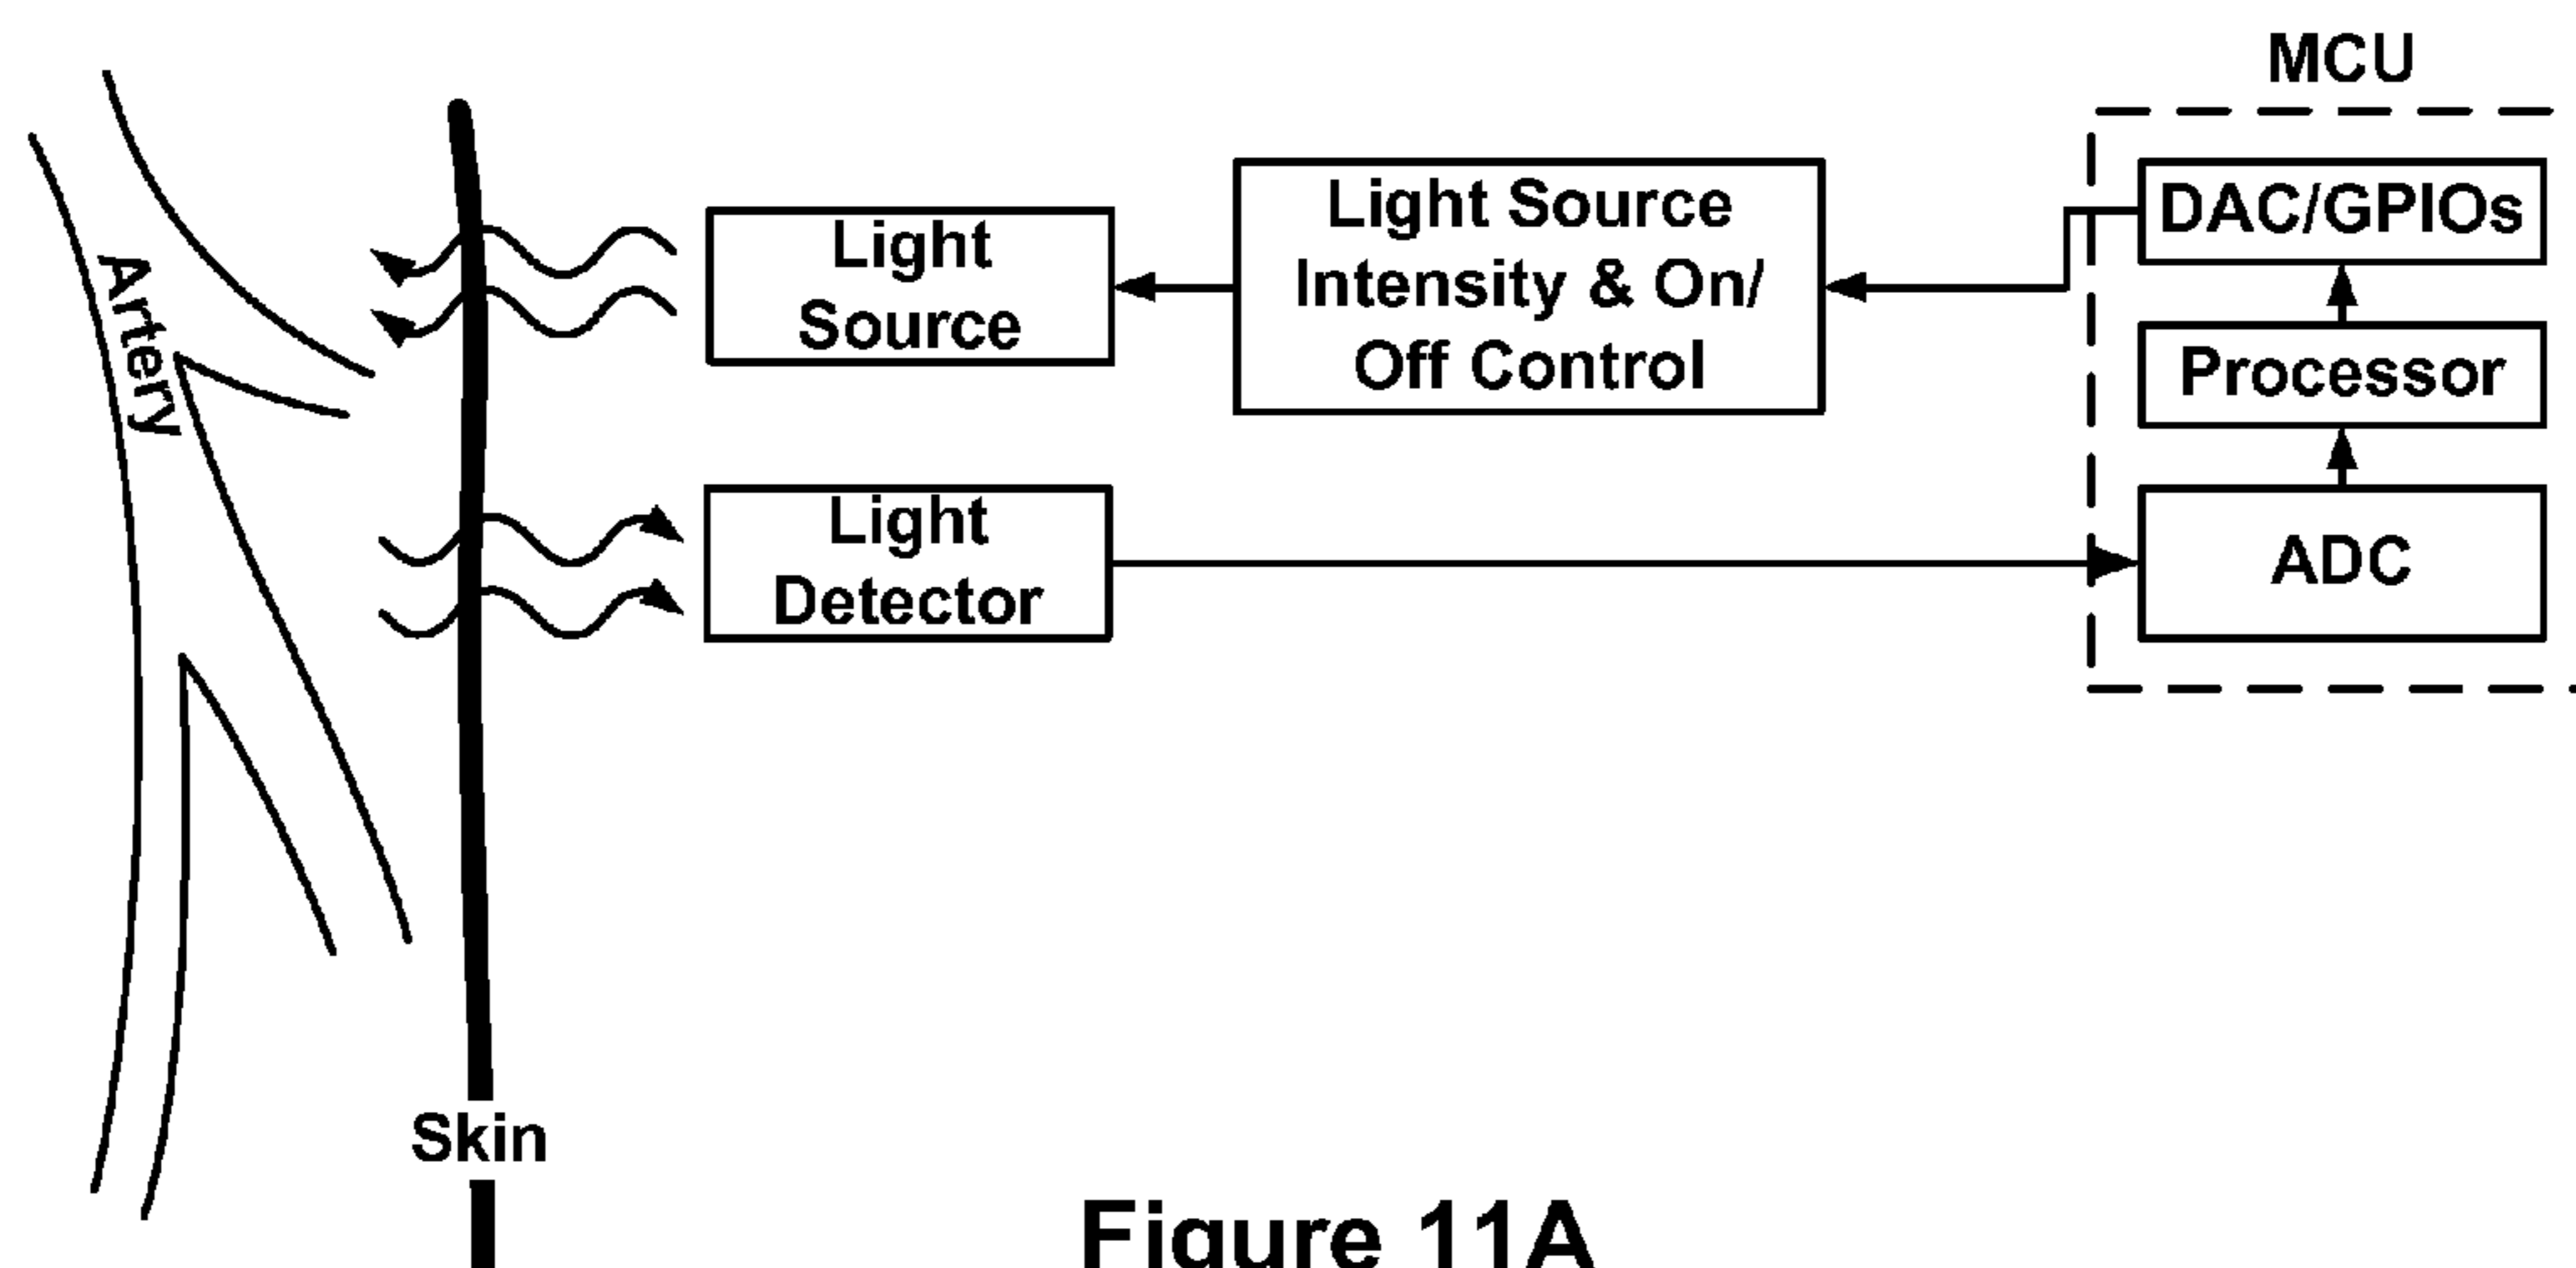 MCU
DAC/GPIOs
Light Source
Intensity & On/
Off Control
Light
Source
Artery
Processor
Light
Detector
ADC
Skin
Figure 11A